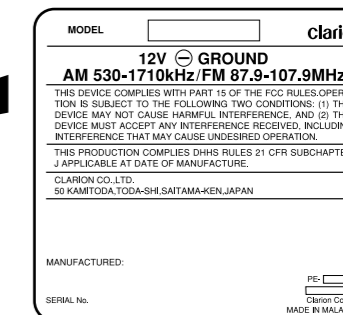 MODEL
clari
12V ⊖ GROUND
AM 530-1710kHz/FM 87.9-107.9MHz
THIS DEVICE COMPLIES WITH PART 15 OF THE FCC RULES.OPER
TION IS SUBJECT TO THE FOLLOWING TWO CONDITIONS: (1) TH
DEVICE MAY NOT CAUSE HARMFUL INTERFERENCE, AND (2) TH
DEVICE MUST ACCEPT ANY INTERFERENCE RECEIVED, INCLUDIN
INTERFERENCE THAT MAY CAUSE UNDESIRED OPERATION.
THIS PRODUCTION COMPLIES DHHS RULES 21 CFR SUBCHAPTE
J APPLICABLE AT DATE OF MANUFACTURE.
CLARION CO.,LTD.
50 KAMITODA,TODA-SHI,SAITAMA-KEN,JAPAN
MANUFACTURED:
PE-
SERIAL No.
Clarion Co
MADE IN MALA